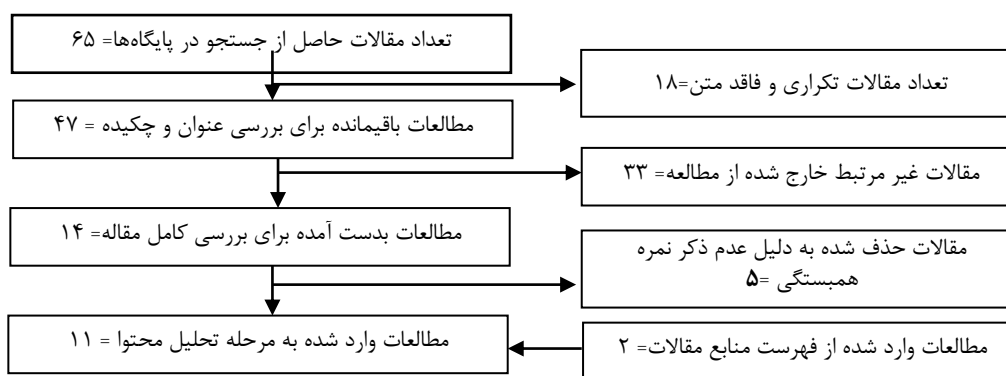 تعداد مقالات حاصل از جستجو در پایگاه‌ها= ۶۵
تعداد مقالات تکراری و فاقد متن=۱۸
مطالعات باقیمانده برای بررسی عنوان و چکیده = ۴۷
مقالات غیر مرتبط خارج شده از مطالعه= ۳۳
مطالعات بدست آمده برای بررسی کامل مقاله= ۱۴
مقالات حذف شده به دلیل عدم ذکر نمره
همبستگی =۵
مطالعات وارد شده به مرحله تحلیل محتوا = ۱۱
مطالعات وارد شده از فهرست منابع مقالات= ۲